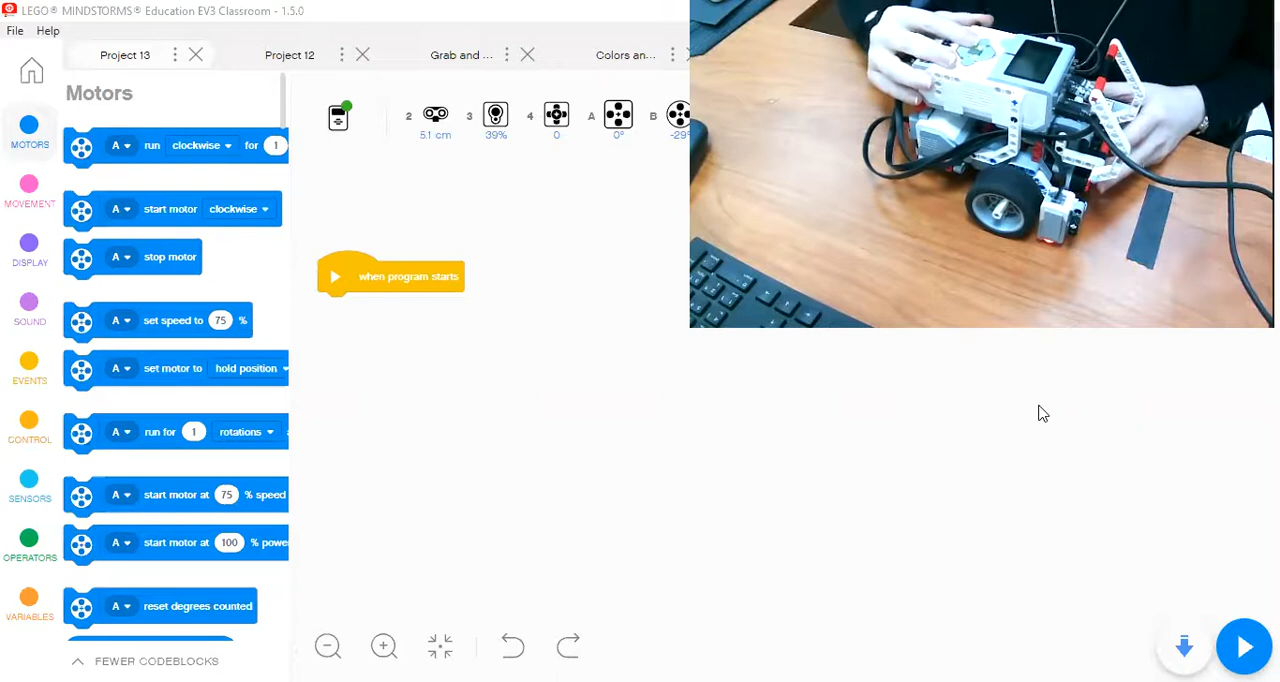 LEGO® MINDSTORMS® Education EV3 Classroom - 1.5.0
File Help
Project 13 Project 12 Grab and ... Colors an...
Motors
2 3 4 A B
5.1 cm 39% 0 0° -29°
MOTORS
MOVEMENT
DISPLAY
SOUND
EVENTS
CONTROL
SENSORS
OPERATORS
VARIABLES
A run clockwise for 1
A start motor clockwise
A stop motor
A set speed to 75 %
A set motor to hold position
A run for 1 rotations
A start motor at 75 % speed
A start motor at 100 % powe
A reset degrees counted
FEWER CODEBLOCKS
when program starts